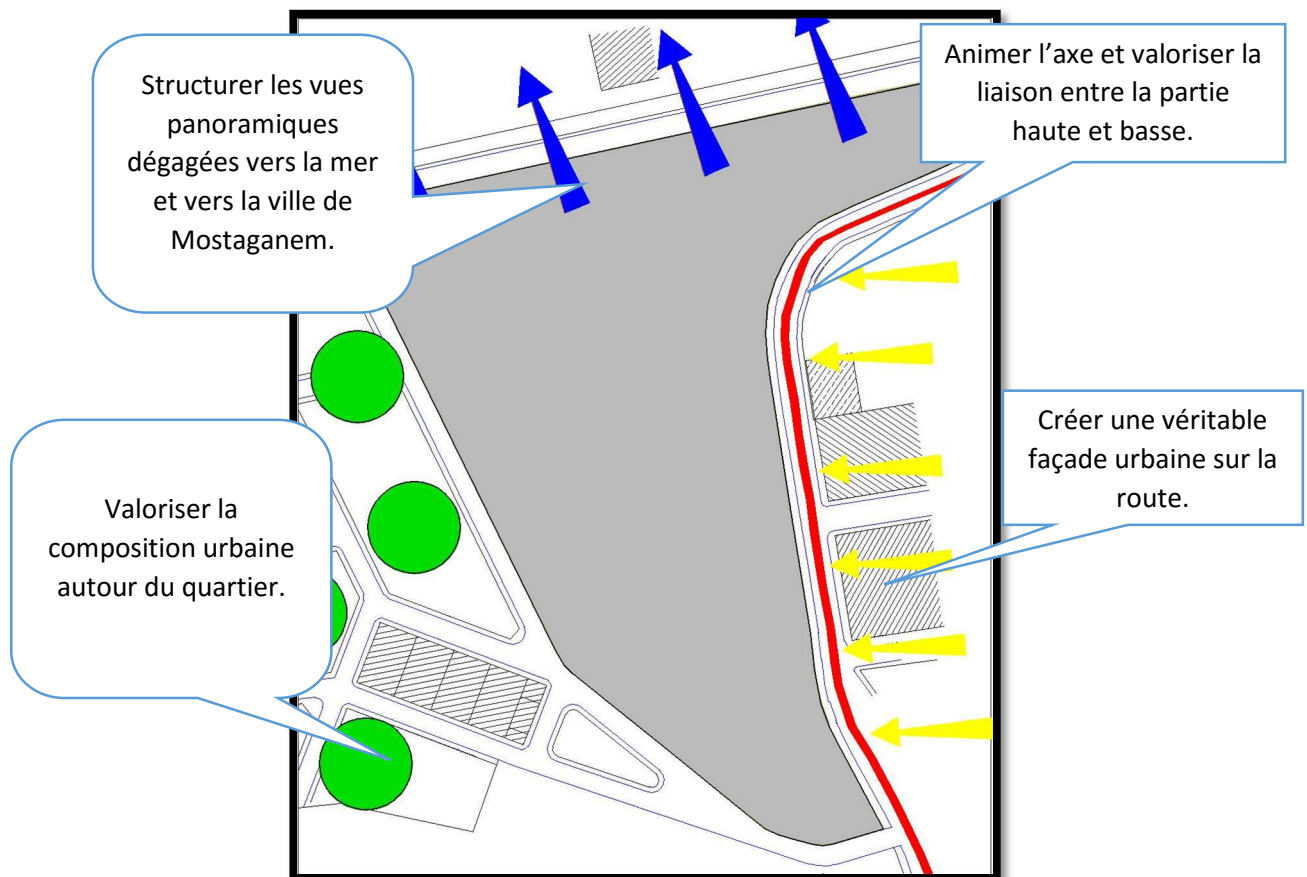 Structurer les vues
panoramiques
dégagées vers la mer
et vers la ville de
Mostaganem.
Animer l’axe et valoriser la
liaison entre la partie
haute et basse.
Créer une véritable
façade urbaine sur la
route.
Valoriser la
composition urbaine
autour du quartier.